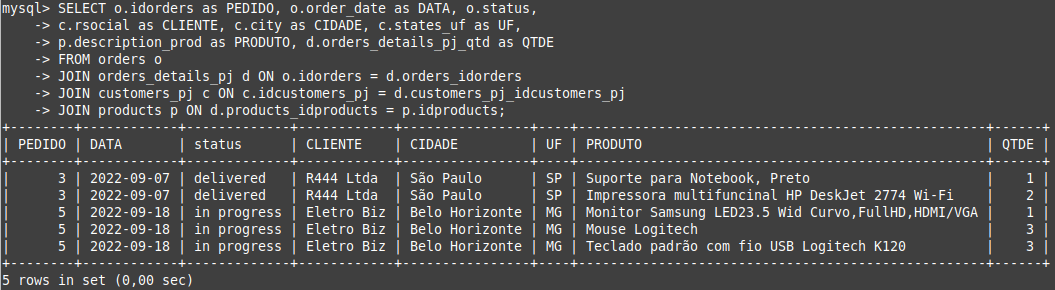 mysql> SELECT o.idorders as PEDIDO, o.order_date as DATA, o.status,
    -> c.rsocial as CLIENTE, c.city as CIDADE, c.states_uf as UF,
    -> p.description_prod as PRODUTO, d.orders_details_pj_qtd as QTDE
    -> FROM orders o
    -> JOIN orders_details_pj d ON o.idorders = d.orders_idorders
    -> JOIN customers_pj c ON c.idcustomers_pj = d.customers_pj_idcustomers_pj
    -> JOIN products p ON d.products_idproducts = p.idproducts;
+--------+------------+-------------+------------+----------------+----+--------------------------------------------------+------+
| PEDIDO | DATA       | status      | CLIENTE    | CIDADE         | UF | PRODUTO                                          | QTDE |
+--------+------------+-------------+------------+----------------+----+--------------------------------------------------+------+
|      3 | 2022-09-07 | delivered   | R444 Ltda  | São Paulo      | SP | Suporte para Notebook, Preto                     |    1 |
|      3 | 2022-09-07 | delivered   | R444 Ltda  | São Paulo      | SP | Impressora multifuncinal HP DeskJet 2774 Wi-Fi   |    2 |
|      5 | 2022-09-18 | in progress | Eletro Biz | Belo Horizonte | MG | Monitor Samsung LED23.5 Wid Curvo,FullHD,HDMI/VGA |    1 |
|      5 | 2022-09-18 | in progress | Eletro Biz | Belo Horizonte | MG | Mouse Logitech                                   |    3 |
|      5 | 2022-09-18 | in progress | Eletro Biz | Belo Horizonte | MG | Teclado padrão com fio USB Logitech K120         |    3 |
+--------+------------+-------------+------------+----------------+----+--------------------------------------------------+------+
5 rows in set (0,00 sec)